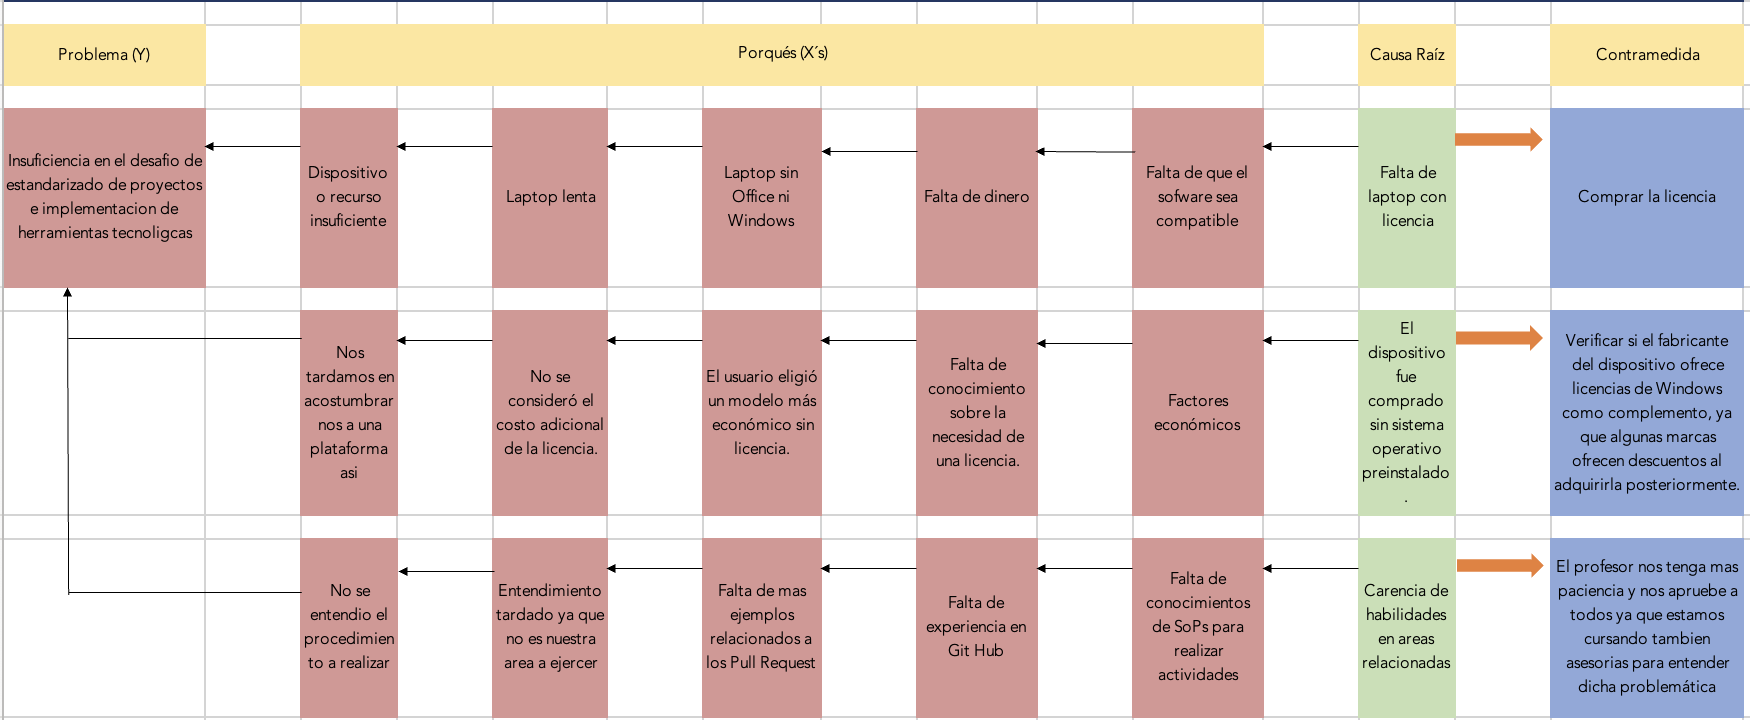 Problema (Y)
Porqués (X´s)
Causa Raíz
Contramedida
Insuficiencia en el desafio de
estandarizado de proyectos
e implementacion de
herramientas tecnoligcas
Dispositivo
o recurso
insuficiente
Laptop lenta
Laptop sin
Office ni
Windows
Falta de dinero
Falta de que el
sofware sea
compatible
Falta de
laptop con
licencia
Comprar la licencia
Nos
tardamos en
acostumbrar
nos a una
plataforma
asi
No se
consideró el
costo adicional
de la licencia.
El usuario eligió
un modelo más
económico sin
licencia.
Falta de
conocimiento
sobre la
necesidad de
una licencia.
Factores
económicos
El
dispositivo
fue
comprado
sin sistema
operativo
preinstalado
.
Verificar si el fabricante
del dispositivo ofrece
licencias de Windows
como complemento, ya
que algunas marcas
ofrecen descuentos al
adquirirla posteriormente.
No se
entendio el
procedimien
to a realizar
Entendimiento
tardado ya que
no es nuestra
area a ejercer
Falta de mas
ejemplos
relacionados a
los Pull Request
Falta de
experiencia en
Git Hub
Falta de
conocimientos
de SoPs para
realizar
actividades
Carencia de
habilidades
en areas
relacionadas
El profesor nos tenga mas
paciencia y nos apruebe a
todos ya que estamos
cursando tambien
asesorias para entender
dicha problemática